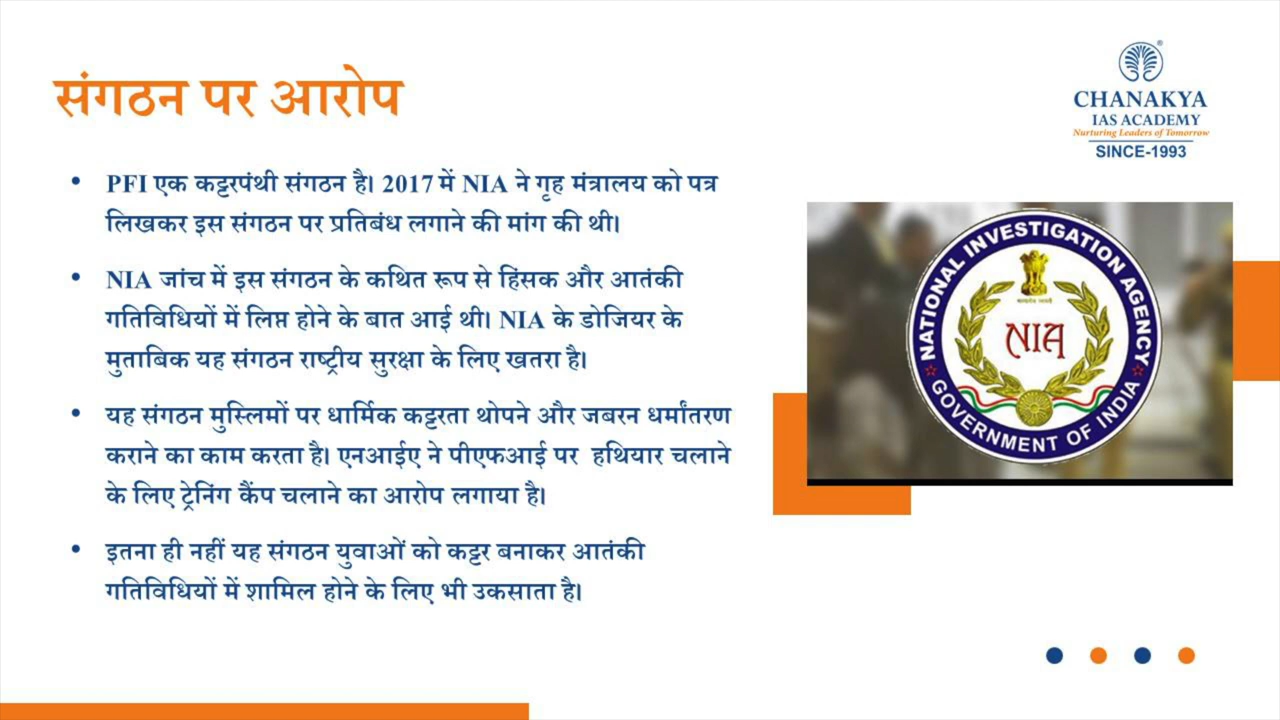 संगठन पर आरोप
CHANAKYA
IAS ACADEMY
Nurturing Leaders of Tomorrow
SINCE-1993
• PFI एक कट्टरपंथी संगठन है। 2017 में NIA ने गृह मंत्रालय को पत्र
लिखकर इस संगठन पर प्रतिबंध लगाने की मांग की थी।
• NIA जांच में इस संगठन के कथित रूप से हिंसक और आतंकी
गतिविधियों में लिप्त होने के बात आई थी। NIA के डोजियर के
मुताबिक यह संगठन राष्ट्रीय सुरक्षा के लिए खतरा है।
• यह संगठन मुस्लिमों पर धार्मिक कट्टरता थोपने और जबरन धर्मांतरण
कराने का काम करता है। एनआईए ने पीएफआई पर हथियार चलाने
के लिए ट्रेनिंग कैंप चलाने का आरोप लगाया है।
• इतना ही नहीं यह संगठन युवाओं को कट्टर बनाकर आतंकी
गतिविधियों में शामिल होने के लिए भी उकसाता है।
NATIONAL INVESTIGATION AGENCY
NIA
GOVERNMENT OF INDIA